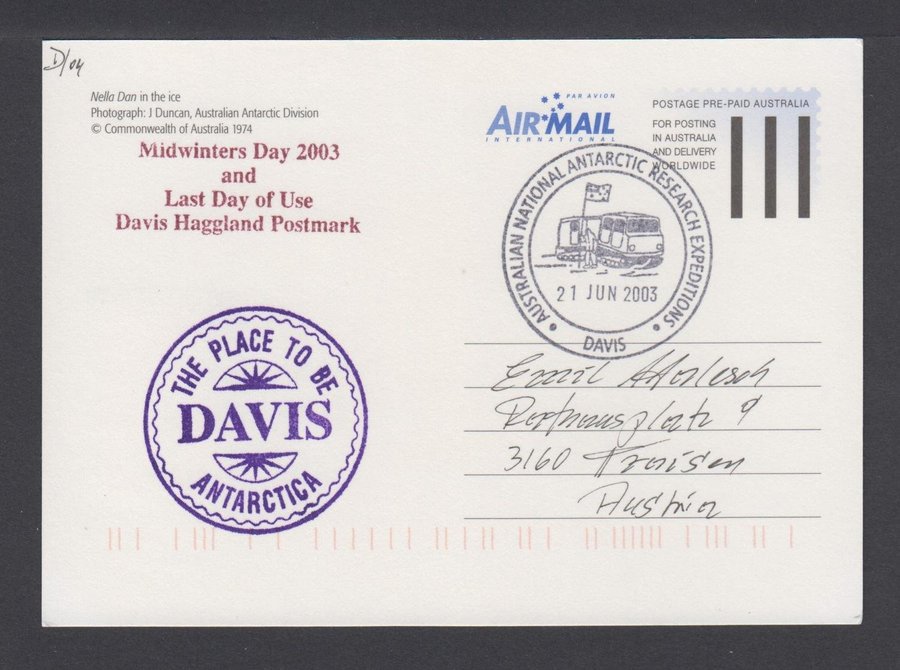 D/04
Nella Dan in the ice
Photograph: J Duncan, Australian Antarctic Division
© Commonwealth of Australia 1974
Midwinters Day 2003
and
Last Day of Use
Davis Haggland Postmark
PAR AVION
AIR MAIL
INTERNATIONAL
POSTAGE PRE-PAID AUSTRALIA
FOR POSTING
IN AUSTRALIA
AND DELIVERY
WORLDWIDE
• AUSTRALIAN NATIONAL ANTARCTIC RESEARCH EXPEDITIONS •
21 JUN 2003
DAVIS
THE PLACE TO BE
DAVIS
ANTARCTICA
Emil
9
3160 Traisen
Austria